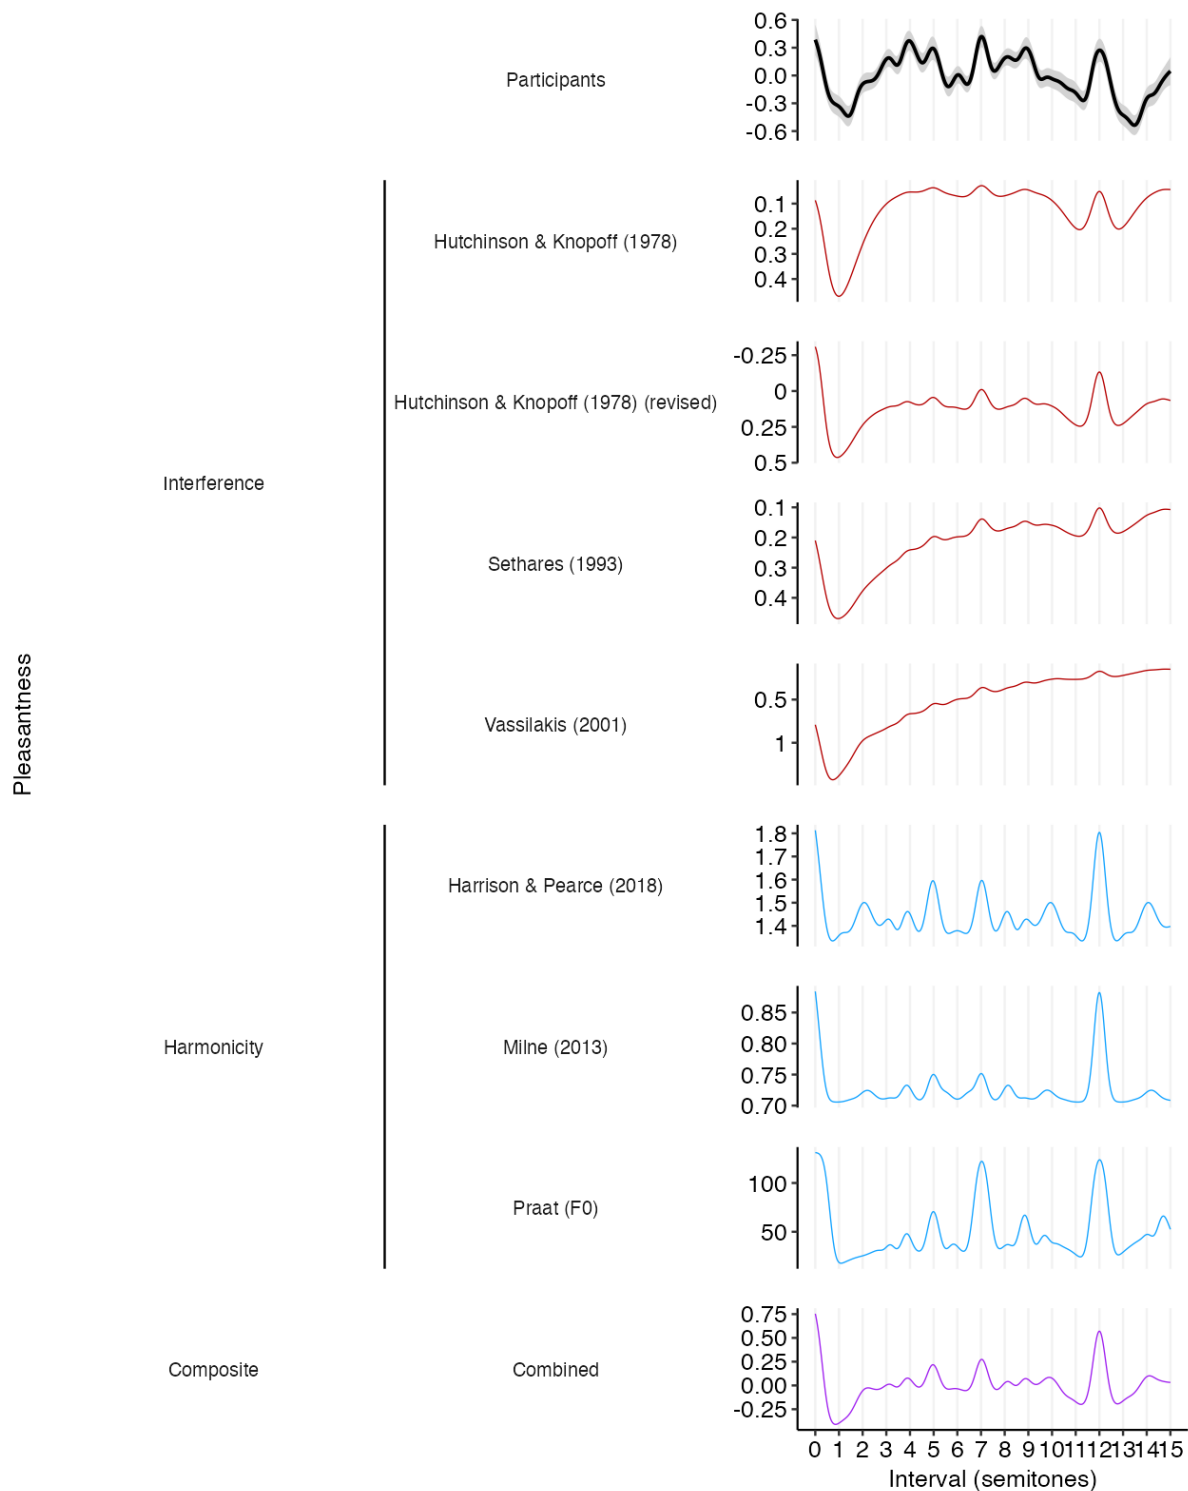 Pleasantness
Participants
0.6
0.3
0.0
-0.3
-0.6
Interference
Hutchinson & Knopoff (1978)
0.1
0.2
0.3
0.4
Hutchinson & Knopoff (1978) (revised)
-0.25
0
0.25
0.5
Sethares (1993)
0.1
0.2
0.3
0.4
Vassilakis (2001)
0.5
1
Harmonicity
Harrison & Pearce (2018)
1.8
1.7
1.6
1.5
1.4
Milne (2013)
0.85
0.80
0.75
0.70
Praat (F0)
100
50
Composite
Combined
0.75
0.50
0.25
0.00
-0.25
0 1 2 3 4 5 6 7 8 9 10 11 12 13 14 15
Interval (semitones)